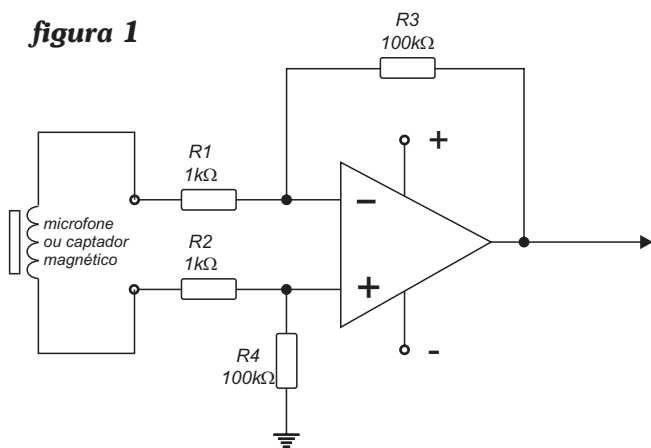 figura 1
R3
100kΩ
R1
1kΩ
+
−
microfone
ou captador
magnético
R2
1kΩ
+
R4
100kΩ
-